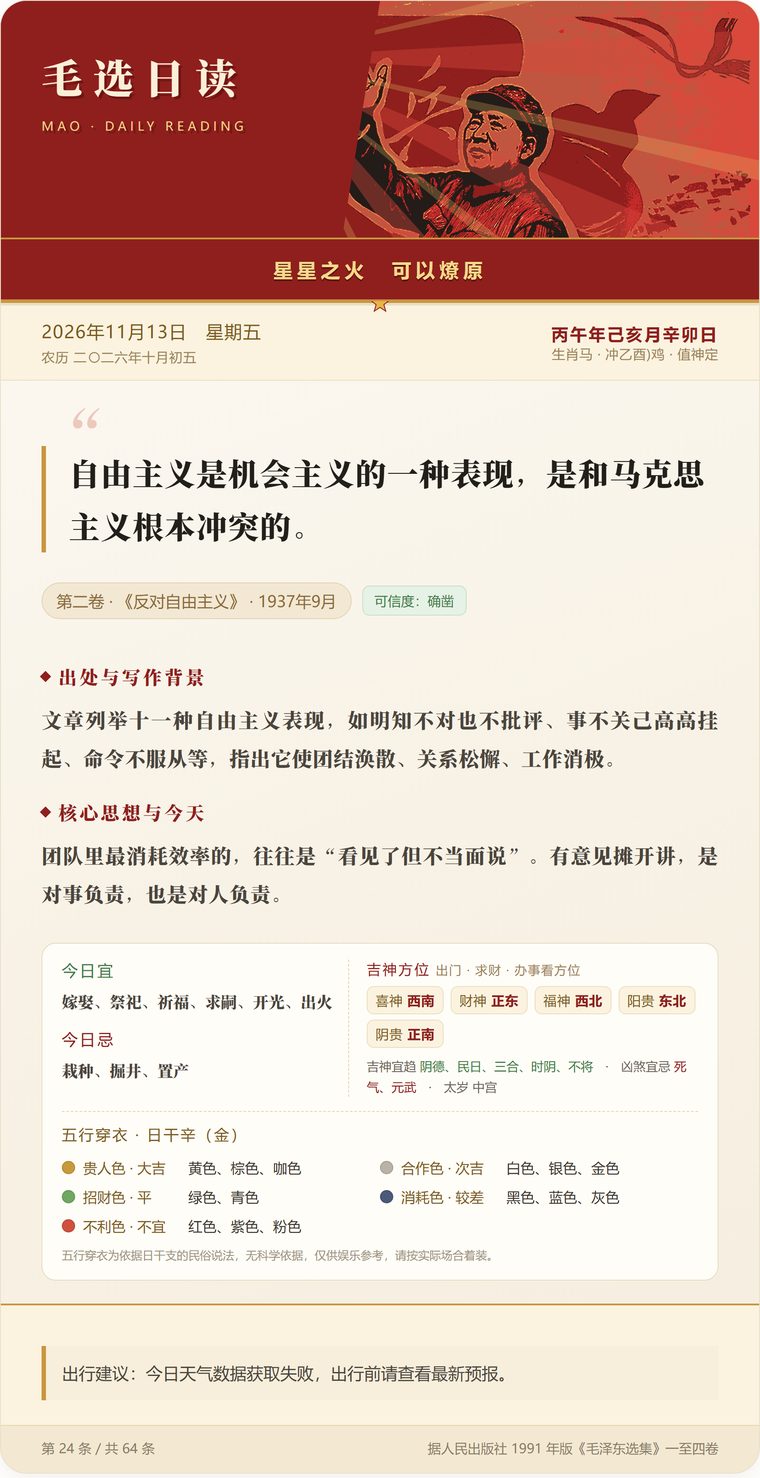 毛选日读
MAO · DAILY READING
星星之火 可以燎原
2026年11月13日 星期五
农历 二〇二六年十月初五
丙午年己亥月辛卯日
生肖马 · 冲乙酉)鸡 · 值神定
“
自由主义是机会主义的一种表现，是和马克思
主义根本冲突的。
第二卷 · 《反对自由主义》 · 1937年9月
可信度：确凿
出处与写作背景
文章列举十一种自由主义表现，如明知不对也不批评、事不关己高高挂
起、命令不服从等，指出它使团结涣散、关系松懈、工作消极。
核心思想与今天
团队里最消耗效率的，往往是“看见了但不当面说”。有意见摊开讲，是
对事负责，也是对人负责。
今日宜
嫁娶、祭祀、祈福、求嗣、开光、出火
今日忌
栽种、掘井、置产
吉神方位 出门 · 求财 · 办事看方位
喜神 西南 财神 正东 福神 西北 阳贵 东北
阴贵 正南
吉神宜趋 阴德、民日、三合、时阴、不将 · 凶煞宜忌 死
气、元武 · 太岁 中宫
五行穿衣 · 日干辛（金）
贵人色 · 大吉 黄色、棕色、咖色
合作色 · 次吉 白色、银色、金色
招财色 · 平 绿色、青色
消耗色 · 较差 黑色、蓝色、灰色
不利色 · 不宜 红色、紫色、粉色
五行穿衣为依据日干支的民俗说法，无科学依据，仅供娱乐参考，请按实际场合着装。
出行建议：今日天气数据获取失败，出行前请查看最新预报。
第 24 条 / 共 64 条
据人民出版社 1991 年版《毛泽东选集》一至四卷